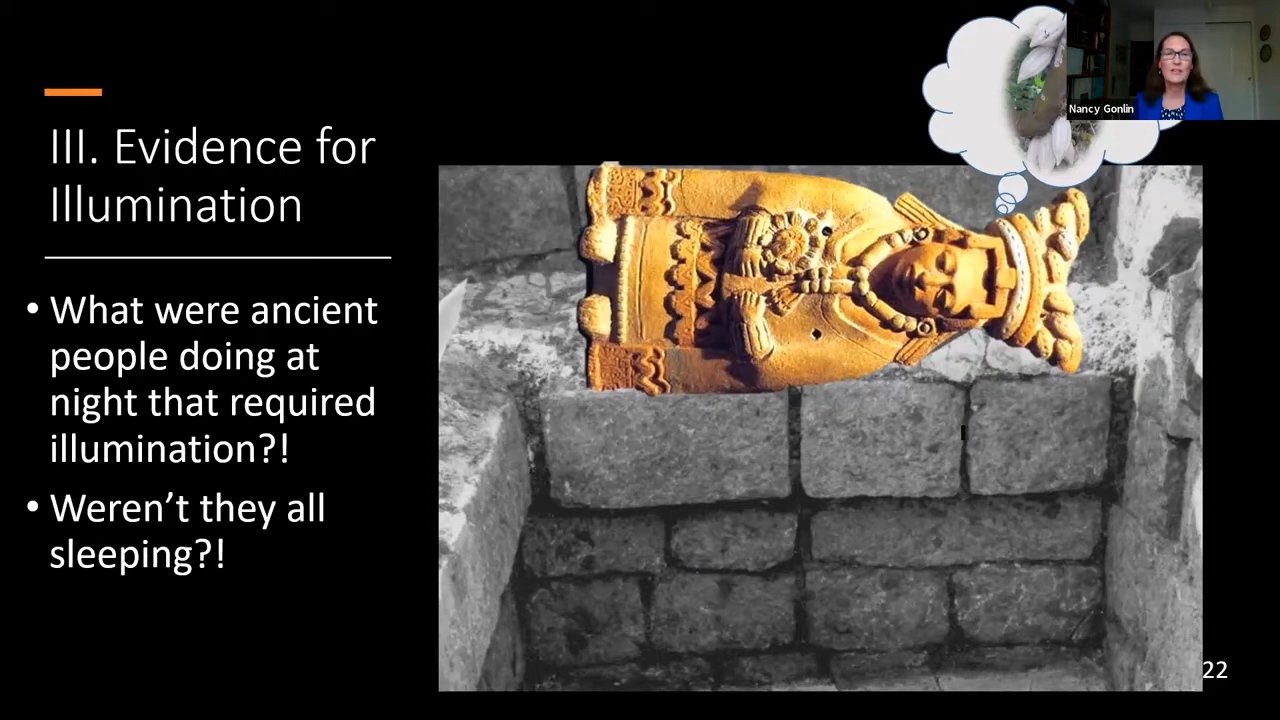 III. Evidence for
Illumination
• What were ancient
people doing at
night that required
illumination?!
• Weren’t they all
sleeping?!
Nancy Gonlin
22